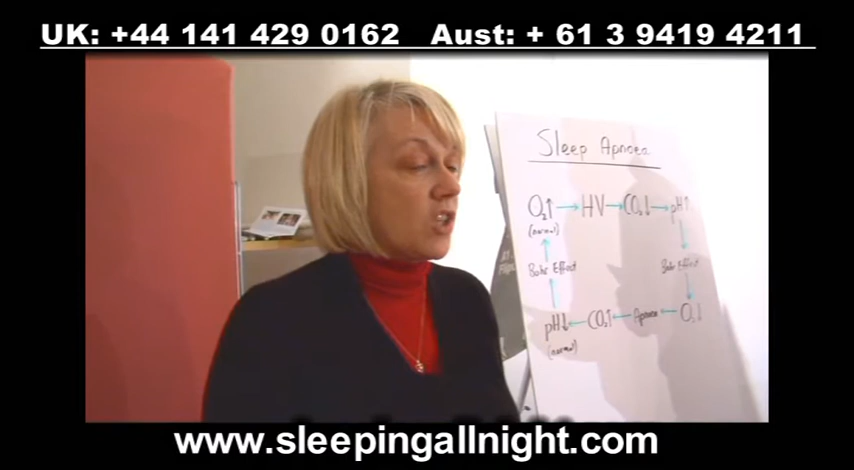 UK: +44 141 429 0162 Aust: + 61 3 9419 4211
Sleep Apnoea
O₂↑ → HV → CO₂↓ → pH↑
(normal)
Bohr Effect Bohr Effect
pH↓ ← CO₂↑ ← Apnoea ← O₂↓
(normal)
www.sleepingallnight.com